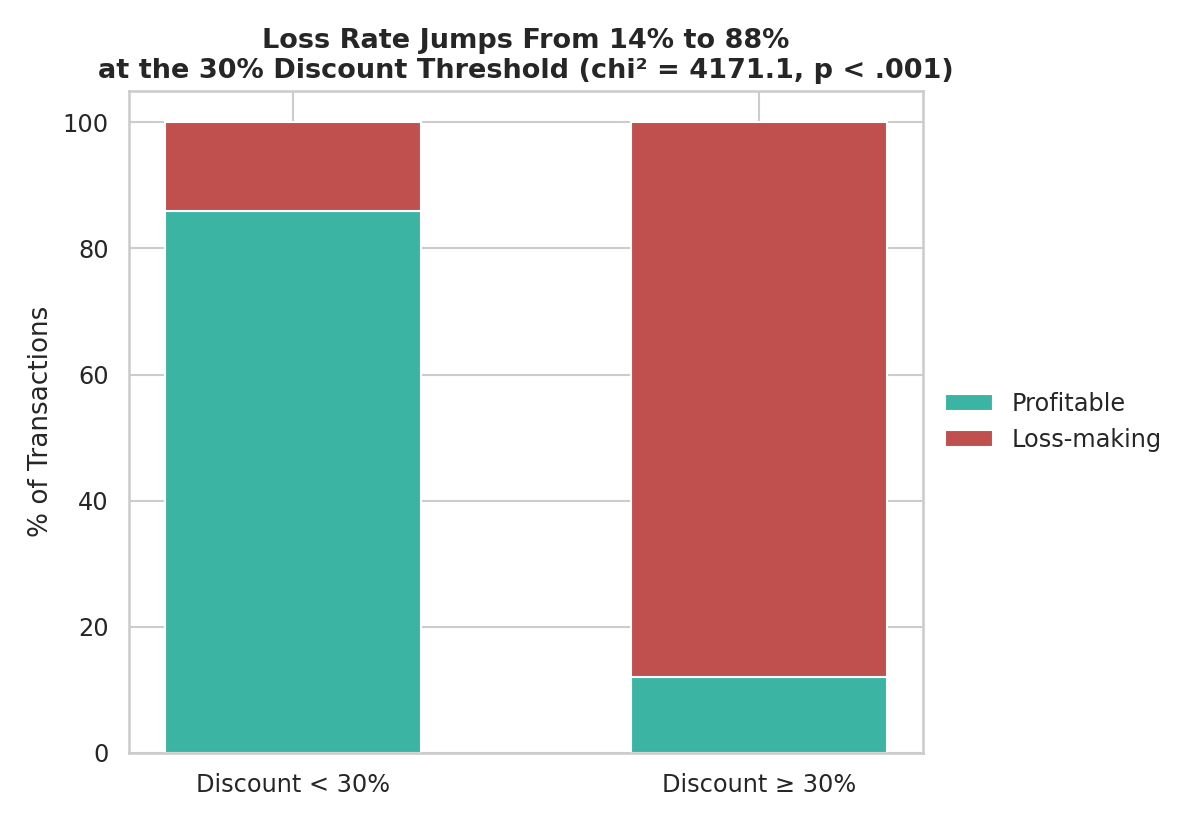 Loss Rate Jumps From 14% to 88%
at the 30% Discount Threshold (chi² = 4171.1, p < .001)
100
80
60
40
20
0
% of Transactions
Discount < 30%
Discount ≥ 30%
Profitable
Loss-making